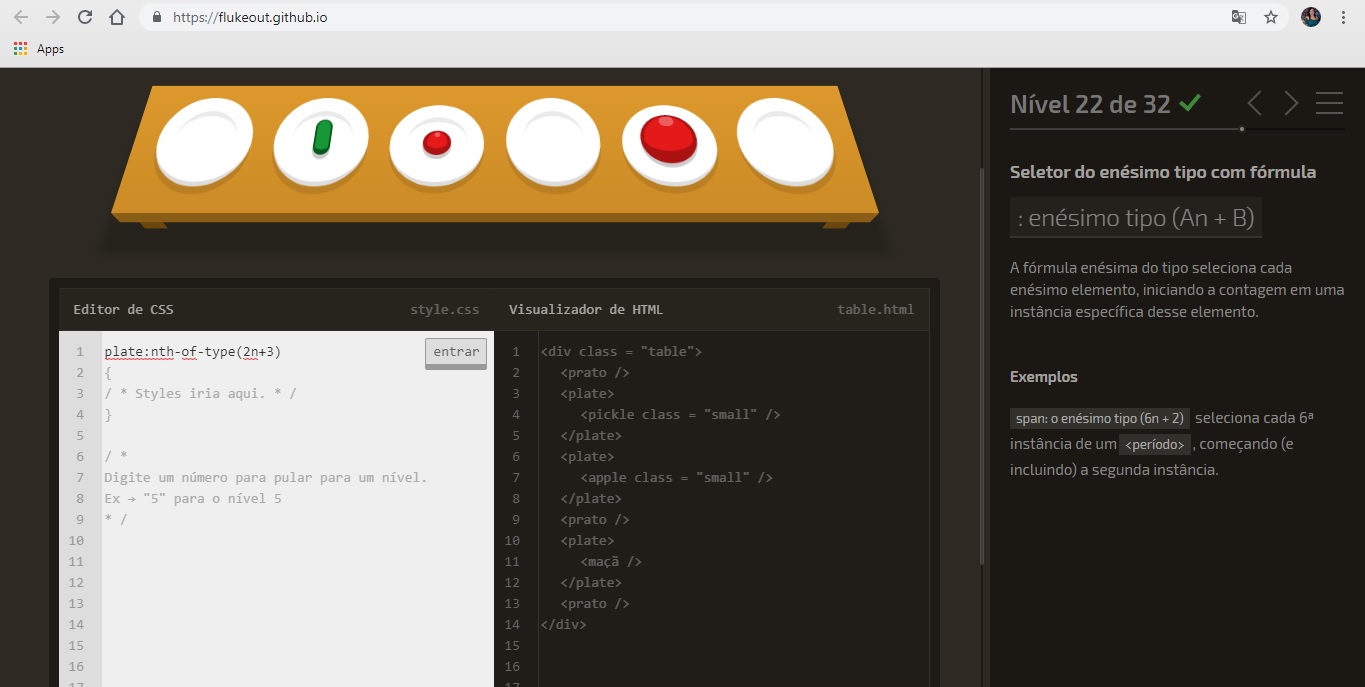 https://flukeout.github.io
Apps
Nível 22 de 32
Seletor do enésimo tipo com fórmula
: enésimo tipo (An + B)
A fórmula enésima do tipo seleciona cada
enésimo elemento, iniciando a contagem em uma
instância específica desse elemento.
Exemplos
span: o enésimo tipo (6n + 2) seleciona cada 6ª
instância de um <período> , começando (e
incluindo) a segunda instância.
Editor de CSS style.css
1 plate:nth-of-type(2n+3) entrar
2 {
3 / * Styles iria aqui. * /
4 }
5
6 / *
7 Digite um número para pular para um nível.
8 Ex → "5" para o nível 5
9 * /
10
11
12
13
14
15
16
17
Visualizador de HTML table.html
1 <div class = "table">
2 <prato />
3 <plate>
4 <pickle class = "small" />
5 </plate>
6 <plate>
7 <apple class = "small" />
8 </plate>
9 <prato />
10 <plate>
11 <maçã />
12 </plate>
13 <prato />
14 </div>
15
16
17